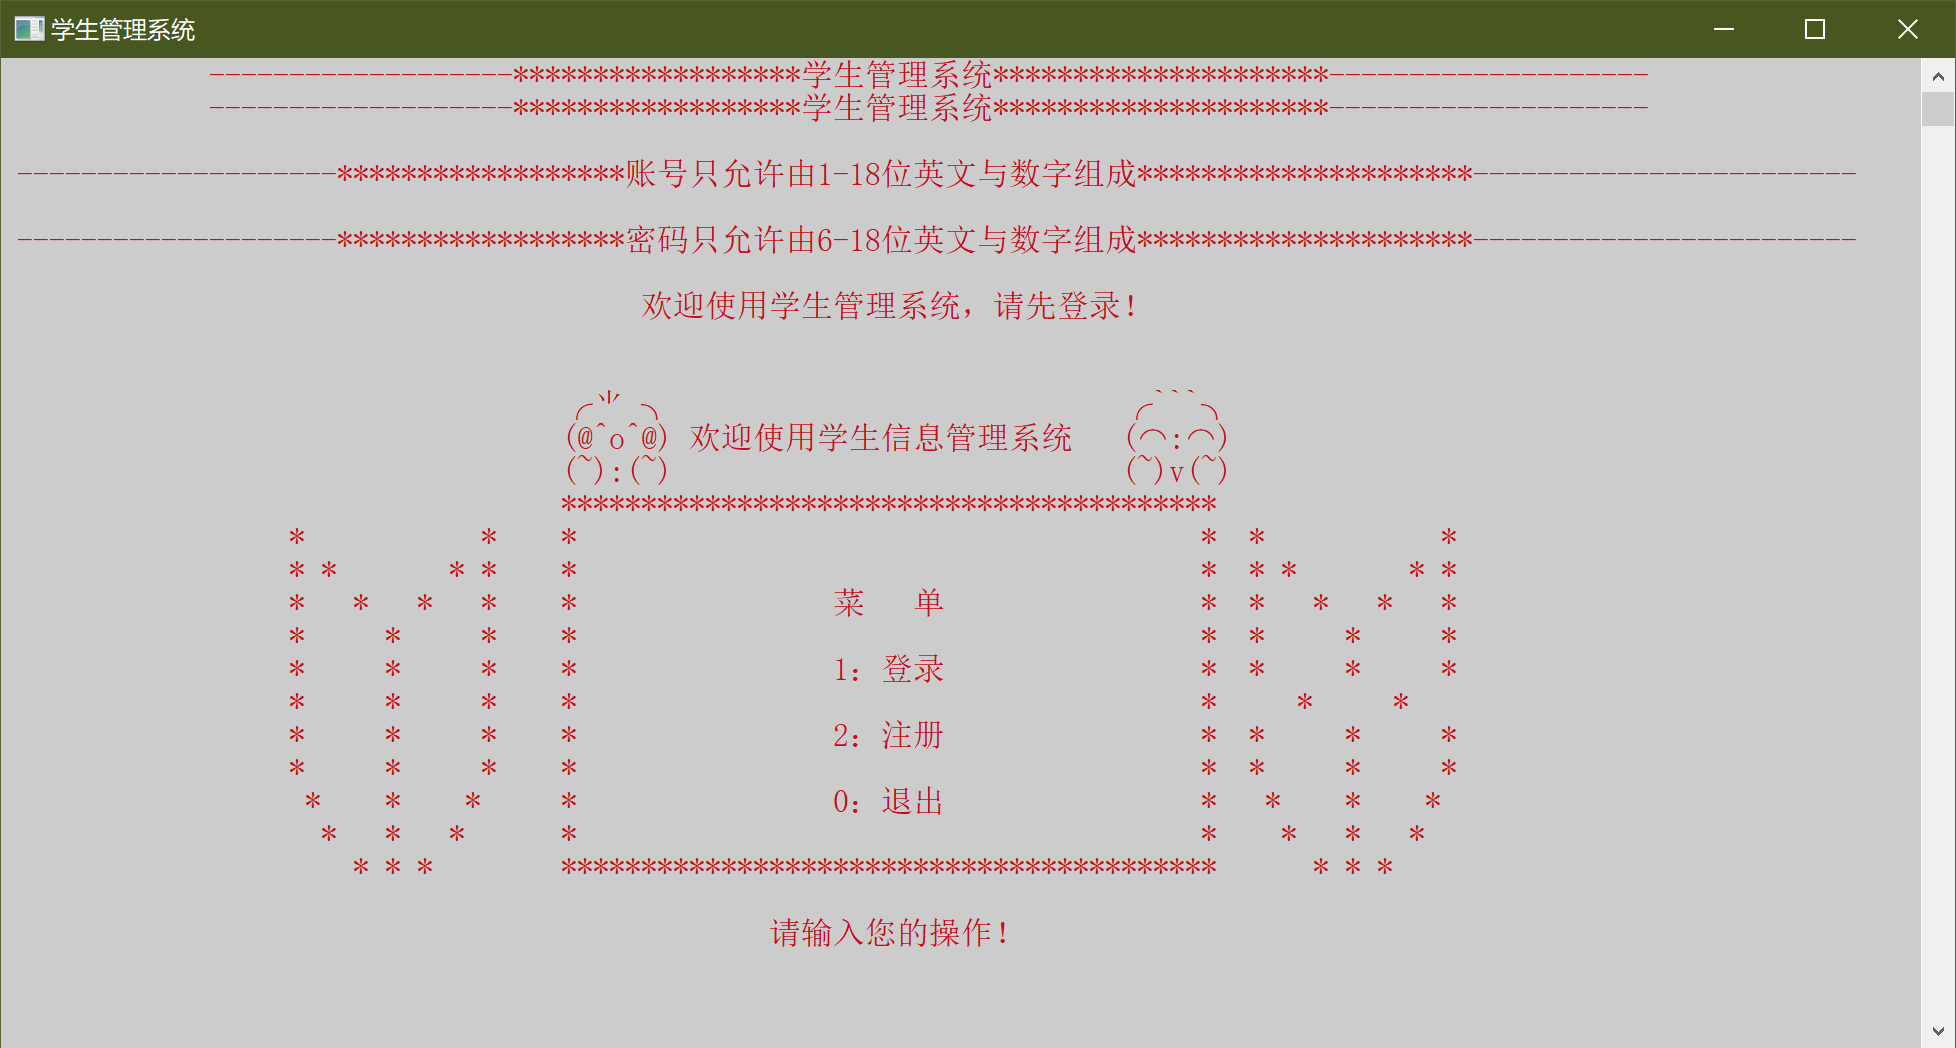 学生管理系统
-------------------******************学生管理系统*********************--------------------
-------------------******************学生管理系统*********************--------------------
--------------------******************账号只允许由1-18位英文与数字组成*********************------------------------
--------------------******************密码只允许由6-18位英文与数字组成*********************------------------------
欢迎使用学生管理系统，请先登录！
(@^o^@) 欢迎使用学生信息管理系统 (⌒:⌒)
(~):(~) (~)v(~)
*****************************************
* * * * * *
* * * * * * * * * *
* * * * * 菜 单 * * * * *
* * * * * * * *
* * * * 1：登录 * * * *
* * * * * * *
* * * * 2：注册 * * * *
* * * * * * * *
* * * * 0：退出 * * * *
* * * * * * * *
* * * ***************************************** * * *
请输入您的操作！